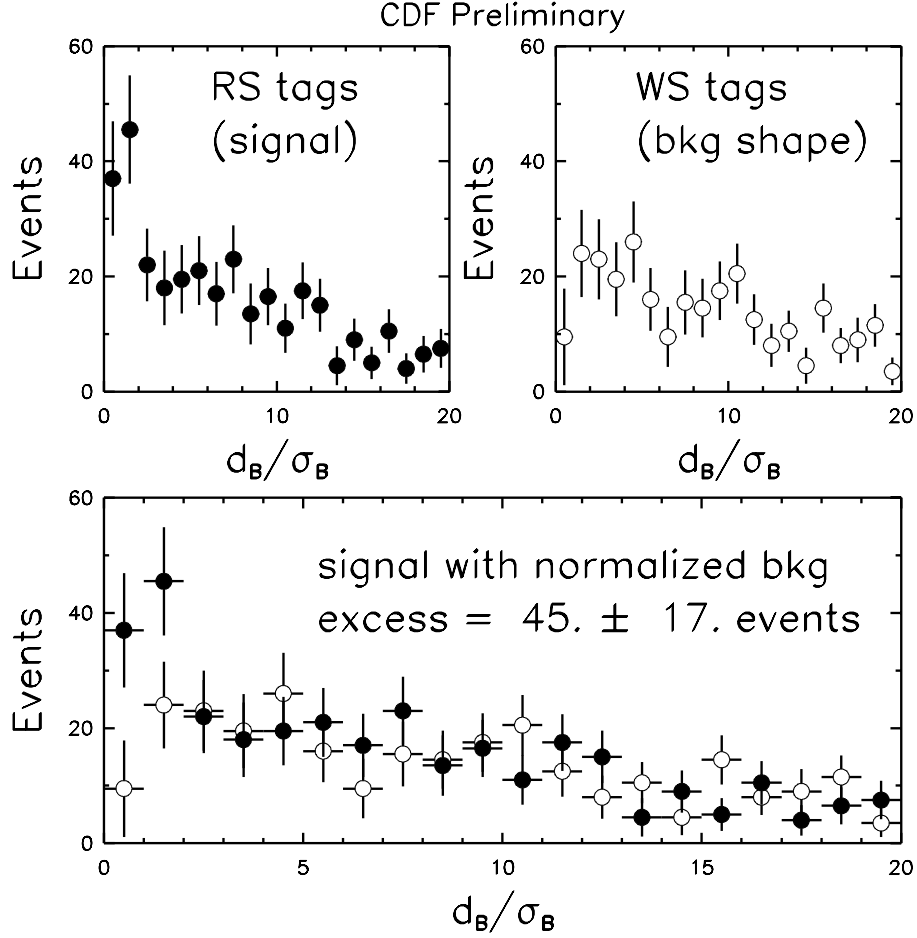 CDF Preliminary
60
40
20
0
Events
RS tags
(signal)
0
10
20
d_B/σ_B
60
40
20
0
Events
WS tags
(bkg shape)
0
10
20
d_B/σ_B
60
40
20
0
Events
signal with normalized bkg
excess = 45. ± 17. events
0
5
10
15
20
d_B/σ_B